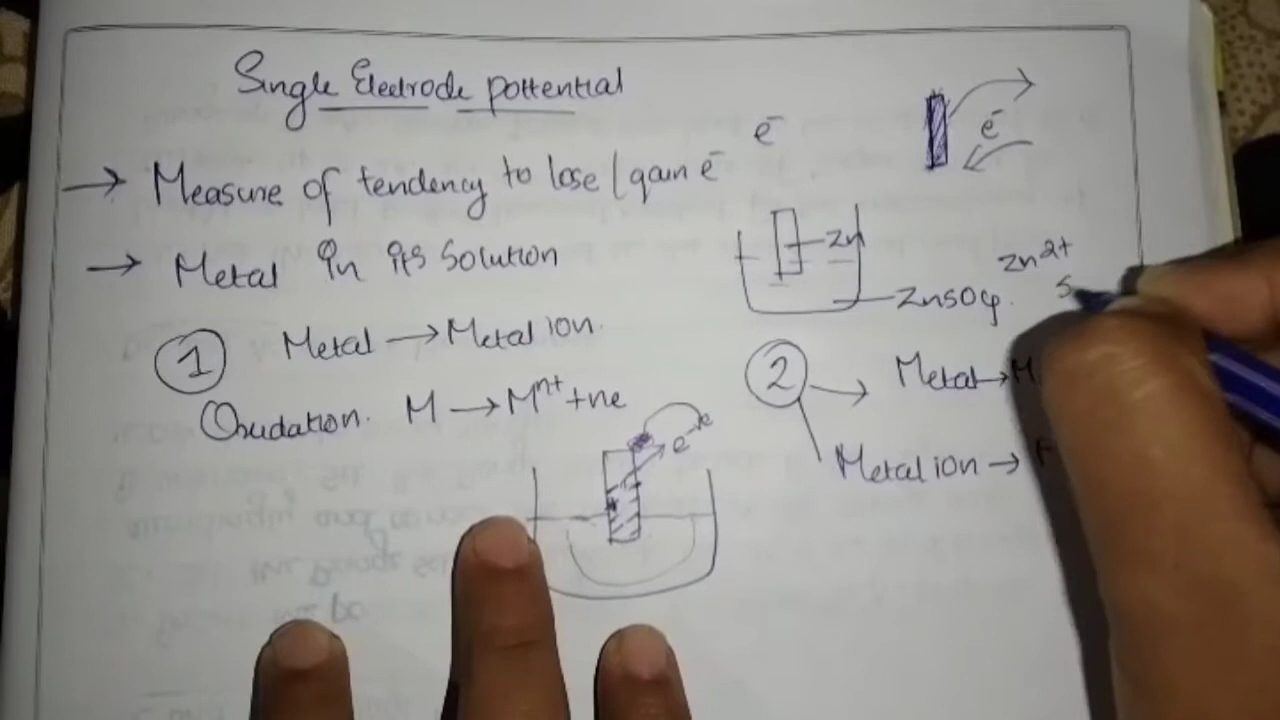 Single Electrode pottential
→ Measure of tendency to lose / gain e⁻
e⁻
e⁻
→ Metal in its solution
Zn
ZnSO4.
Zn²⁺
S
① Metal → Metal ion.
Oxidation. M → Mⁿ⁺ + ne
e⁻
② → Metal → M
Metal ion →